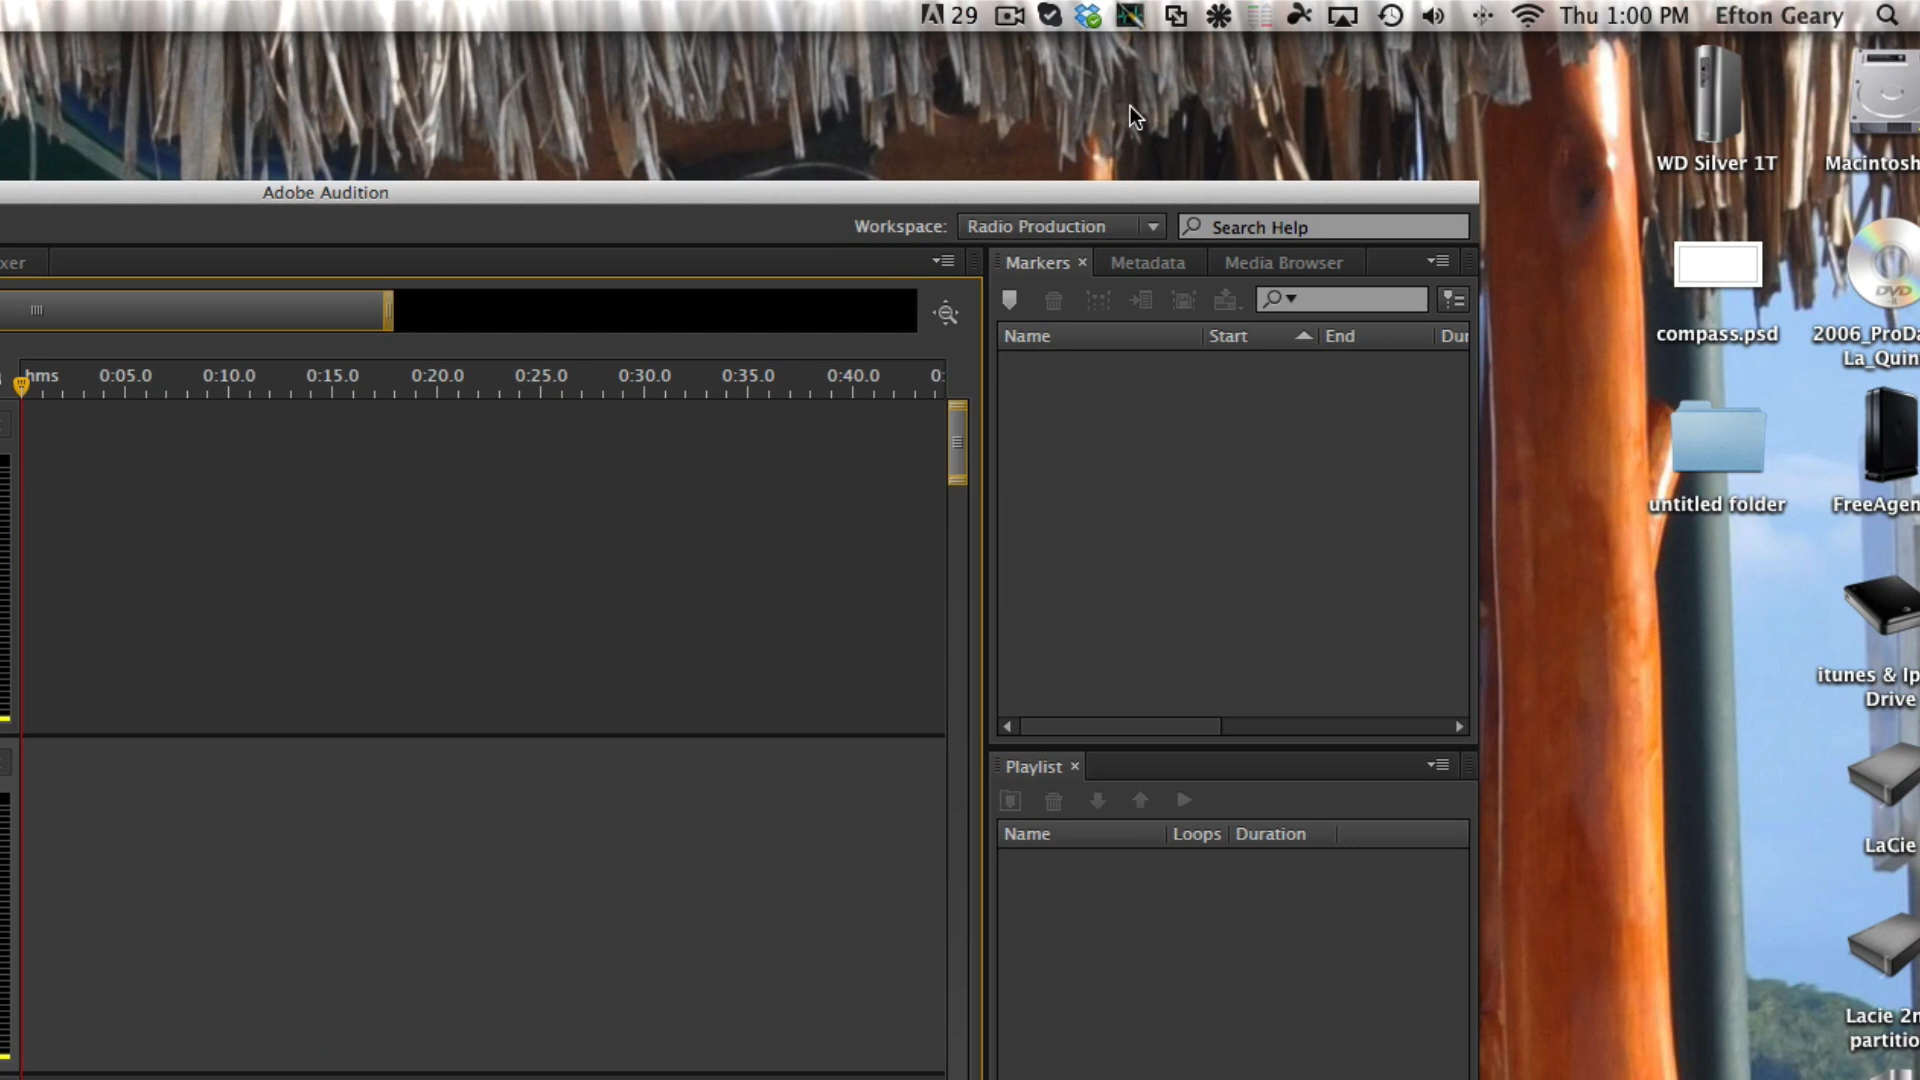 29
Thu 1:00 PM
Efton Geary
Adobe Audition
Workspace: Radio Production
Search Help
xer
Markers
Metadata
Media Browser
Name
Start
End
Dur
hms
0:05.0
0:10.0
0:15.0
0:20.0
0:25.0
0:30.0
0:35.0
0:40.0
0:
Playlist
Name
Loops
Duration
WD Silver 1T
Macintosh
compass.psd
2006_ProDa
La_Quin
DVD
untitled folder
FreeAgen
itunes & Ip
Drive
LaCie
Lacie 2n
partitio